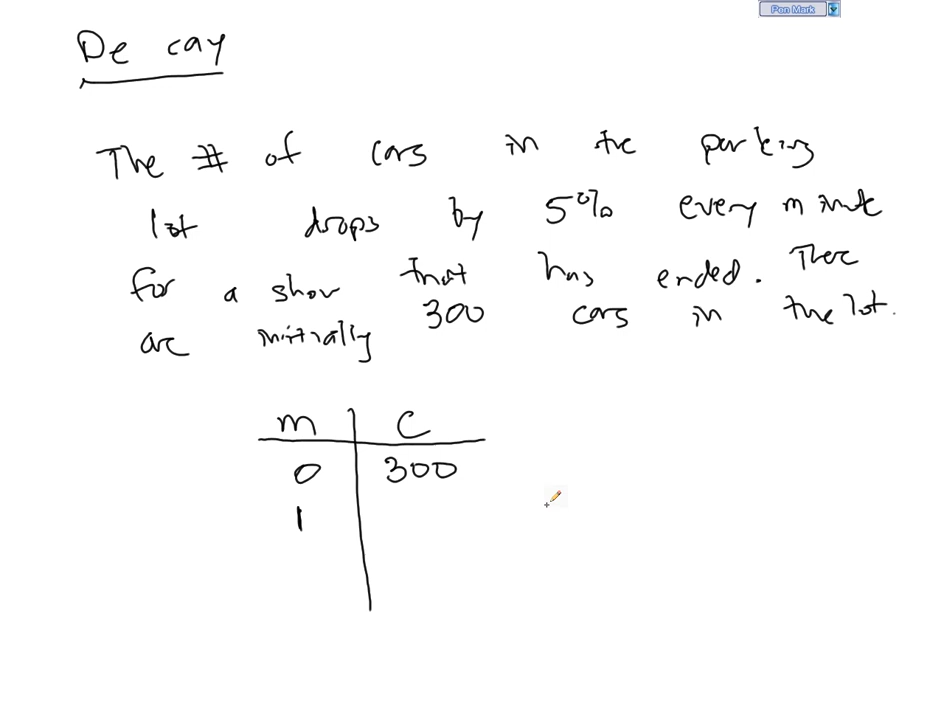 Pen Mark
Decay
The # of cars in the parking
lot drops by 5% every minute
for a show that has ended. There
are initially 300 cars in the lot.
m C
0 300
1